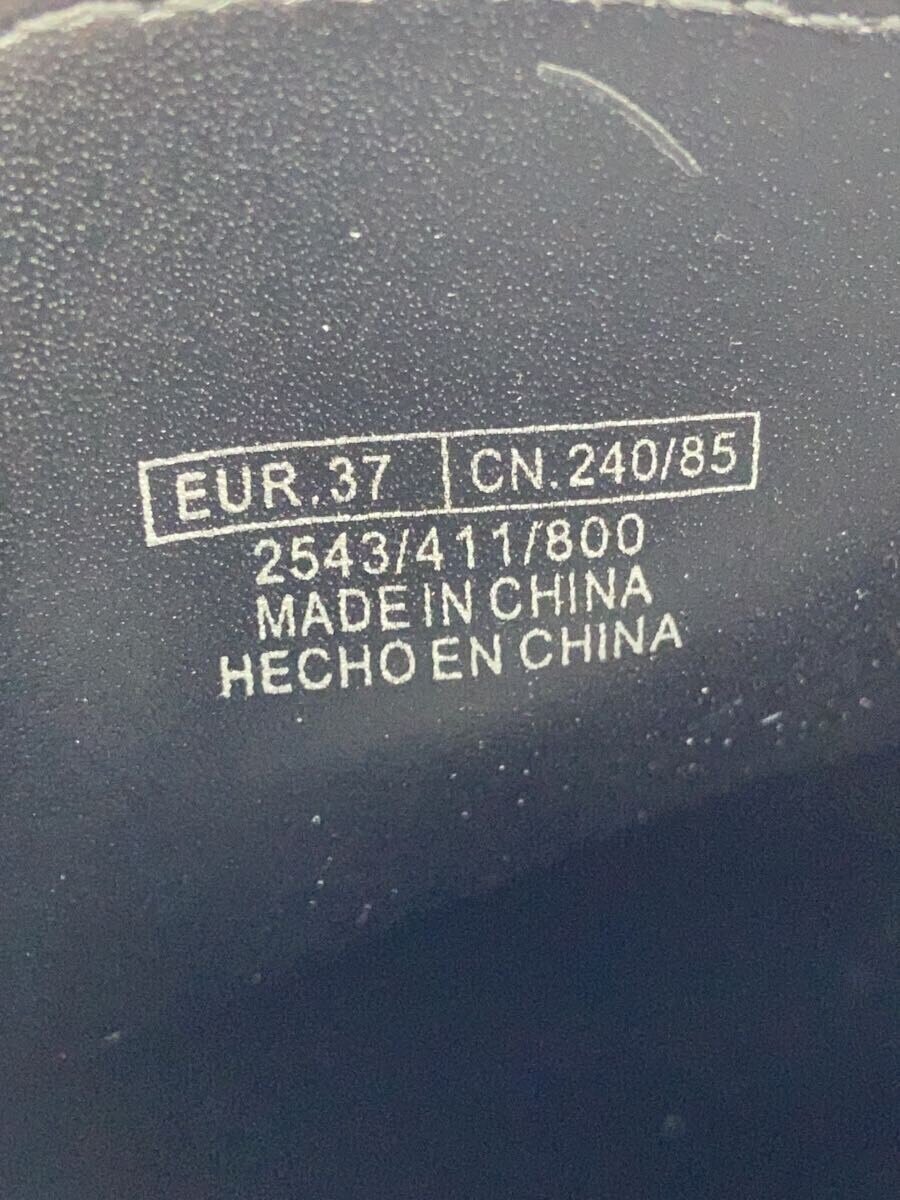 EUR.37 CN.240/85
2543/411/800
MADE IN CHINA
HECHO EN CHINA